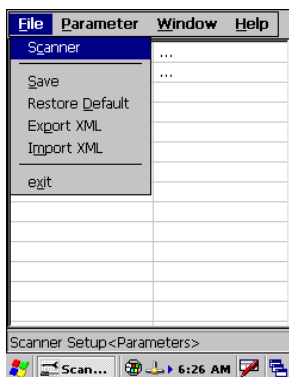 File Parameter Window Help
Scanner
...
...
Save
Restore Default
Export XML
Import XML
exit
Scanner Setup<Parameters>
Scan... 6:26 AM